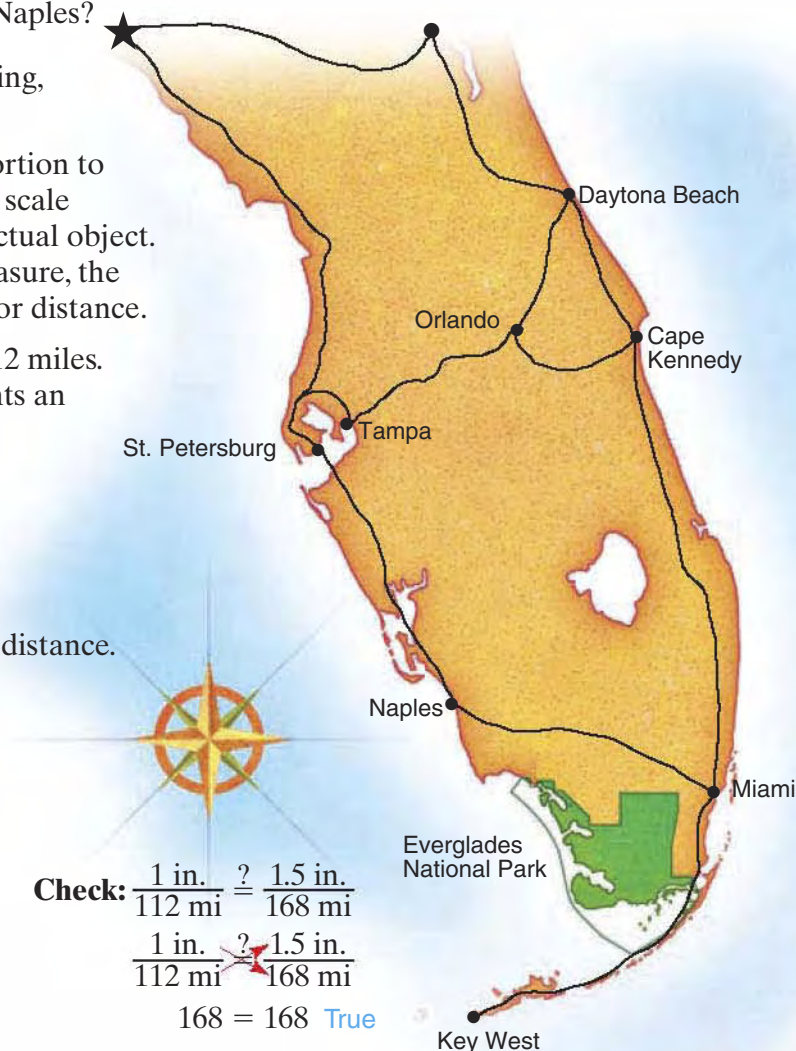 Naples?
ing,
ortion to
scale
ctual object.
asure, the
or distance.
12 miles.
nts an
distance.
Daytona Beach
Orlando
Cape
Kennedy
Tampa
St. Petersburg
Naples
Miami
Everglades
National Park
Key West
Check: 1 in./112 mi ?= 1.5 in./168 mi
1 in./112 mi ?= 1.5 in./168 mi
168 = 168 True